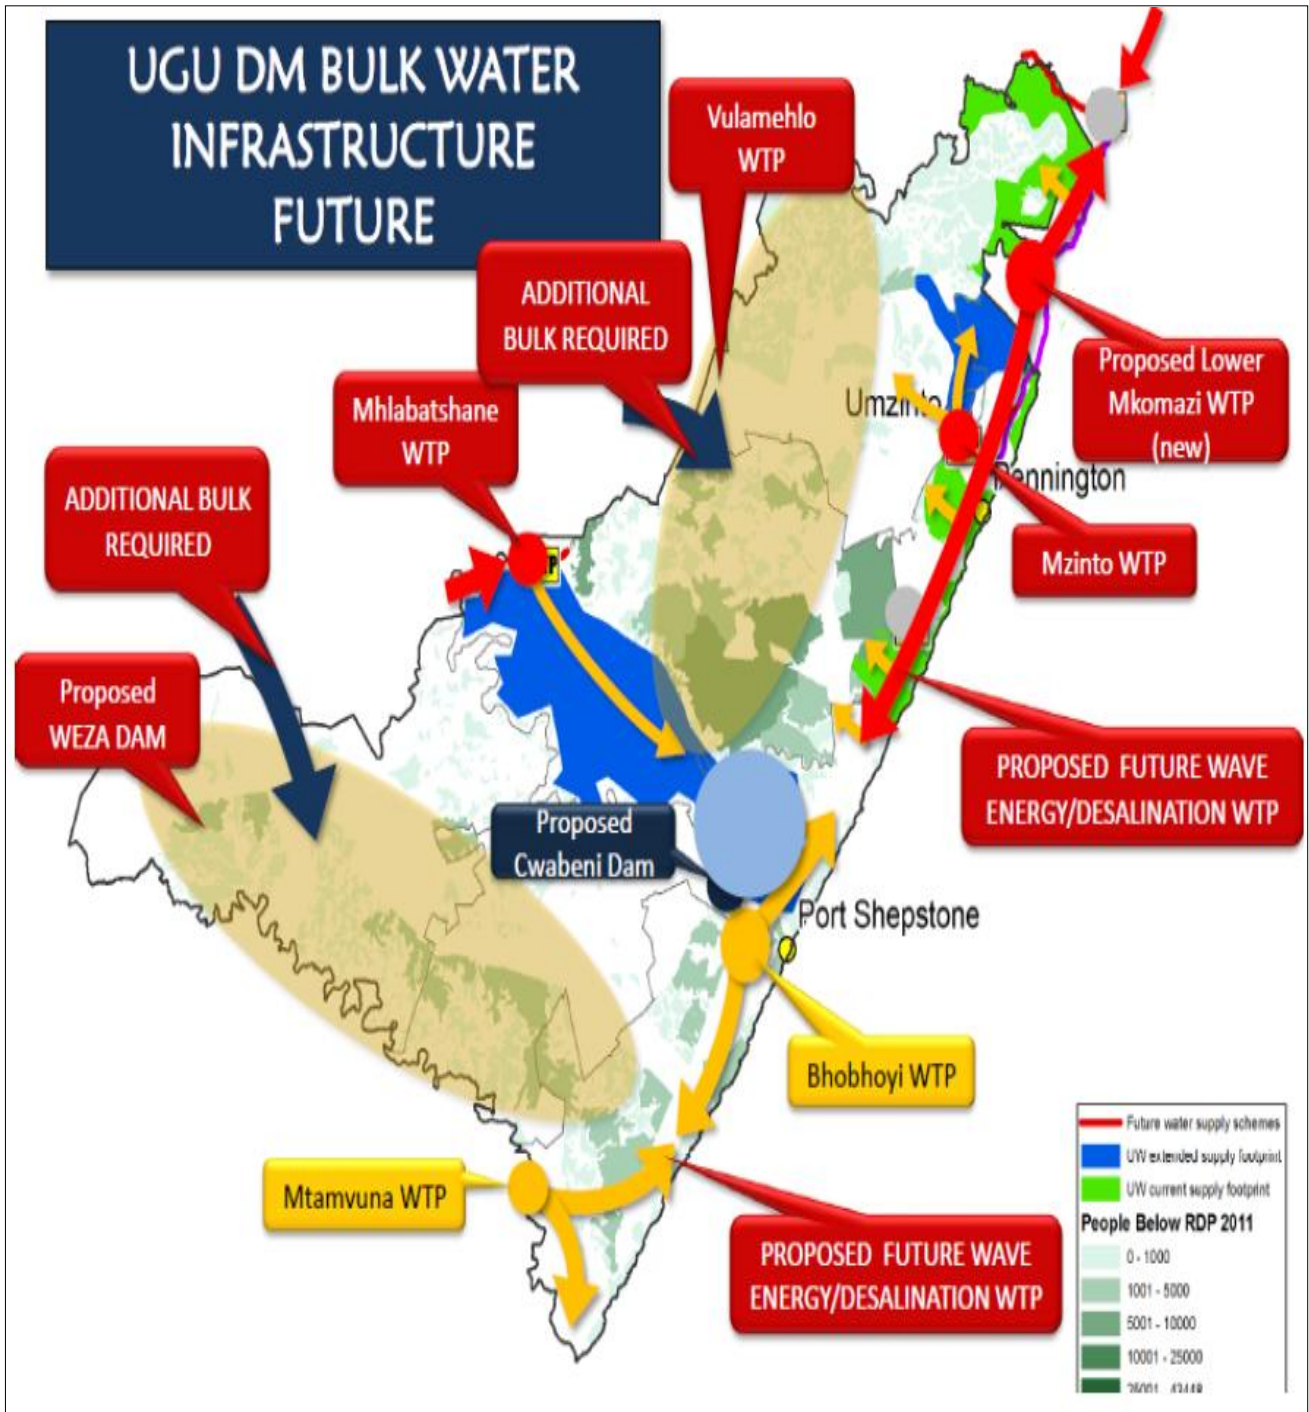 UGU DM BULK WATER
INFRASTRUCTURE
FUTURE
Vulamehlo
WTP
ADDITIONAL
BULK REQUIRED
Mhlabatshane
WTP
ADDITIONAL BULK
REQUIRED
Proposed
WEZA DAM
Umzinto
Proposed Lower
Mkomazi WTP
(new)
Pennington
Mzinto WTP
PROPOSED FUTURE WAVE
ENERGY/DESALINATION WTP
Proposed
Cwabeni Dam
Port Shepstone
Bhobhoyi WTP
Mtamvuna WTP
PROPOSED FUTURE WAVE
ENERGY/DESALINATION WTP
Future water supply schemes
UW extended supply footprint
UW current supply footprint
People Below RDP 2011
0 - 1000
1001 - 5000
5001 - 10000
10001 - 25000